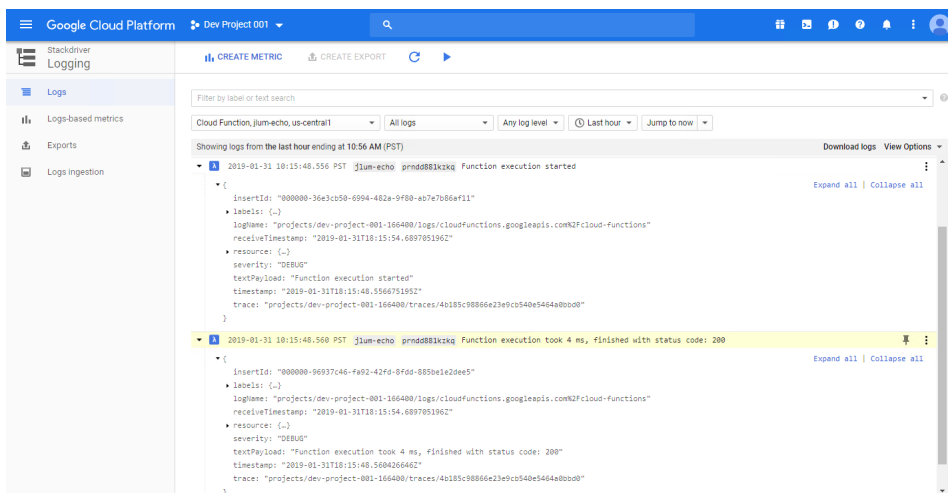 Google Cloud Platform Dev Project 001
Stackdriver
Logging
CREATE METRIC CREATE EXPORT
Logs
Logs-based metrics
Exports
Logs ingestion
Filter by label or text search
Cloud Function, jlum-echo, us-central1 All logs Any log level Last hour Jump to now
Showing logs from the last hour ending at 10:56 AM (PST) Download logs View Options
λ 2019-01-31 10:15:48.556 PST jlum-echo prndd881kzkq Function execution started
{ Expand all | Collapse all
insertId: "000000-36e3cb50-6994-482a-9f80-ab7e7b86af11"
labels: {…}
logName: "projects/dev-project-001-166400/logs/cloudfunctions.googleapis.com%2Fcloud-functions"
receiveTimestamp: "2019-01-31T18:15:54.689705196Z"
resource: {…}
severity: "DEBUG"
textPayload: "Function execution started"
timestamp: "2019-01-31T18:15:48.556675195Z"
trace: "projects/dev-project-001-166400/traces/4b185c98866e23e9cb540e5464a0bbd0"
}
λ 2019-01-31 10:15:48.560 PST jlum-echo prndd881kzkq Function execution took 4 ms, finished with status code: 200
{ Expand all | Collapse all
insertId: "000000-96937c46-fa92-42fd-8fdd-885be1e2dee5"
labels: {…}
logName: "projects/dev-project-001-166400/logs/cloudfunctions.googleapis.com%2Fcloud-functions"
receiveTimestamp: "2019-01-31T18:15:54.689705196Z"
resource: {…}
severity: "DEBUG"
textPayload: "Function execution took 4 ms, finished with status code: 200"
timestamp: "2019-01-31T18:15:48.560426646Z"
trace: "projects/dev-project-001-166400/traces/4b185c98866e23e9cb540e5464a0bbd0"
}